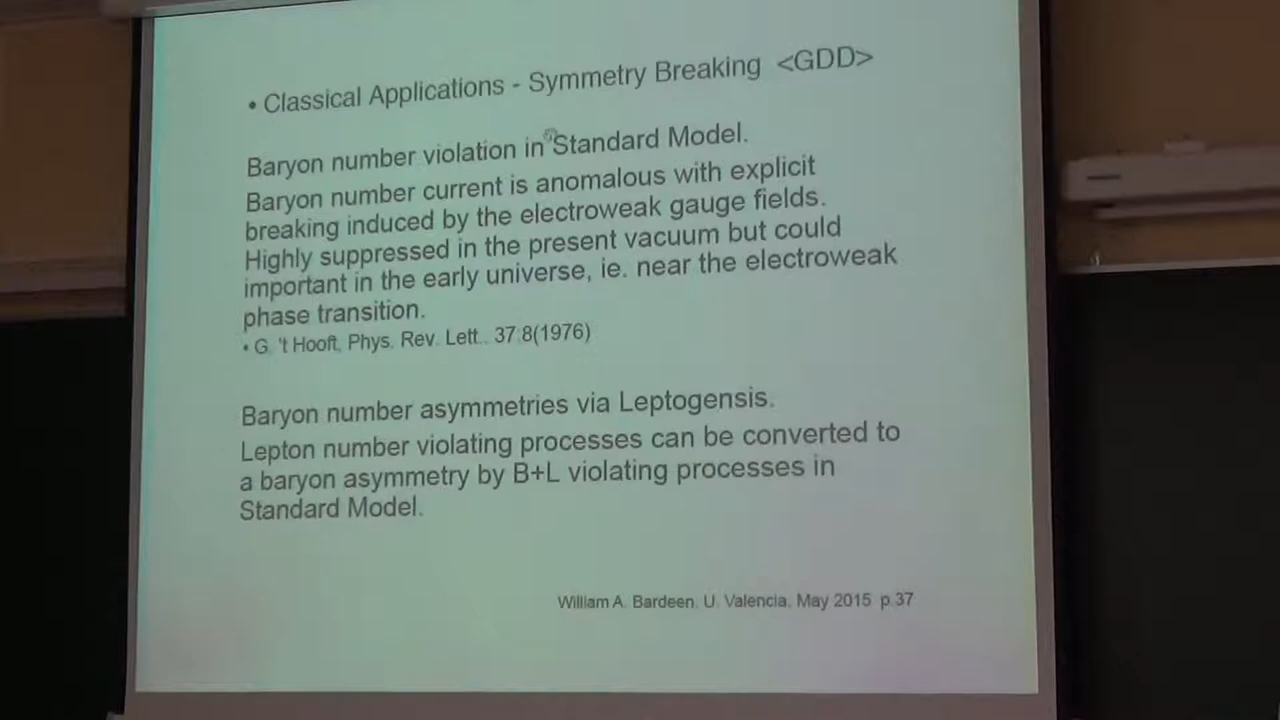 • Classical Applications - Symmetry Breaking <GDD>
Baryon number violation in Standard Model.
Baryon number current is anomalous with explicit
breaking induced by the electroweak gauge fields.
Highly suppressed in the present vacuum but could
important in the early universe, ie. near the electroweak
phase transition.
• G. 't Hooft, Phys. Rev. Lett.. 37:8(1976)
Baryon number asymmetries via Leptogensis.
Lepton number violating processes can be converted to
a baryon asymmetry by B+L violating processes in
Standard Model.
William A. Bardeen, U. Valencia, May 2015 p.37